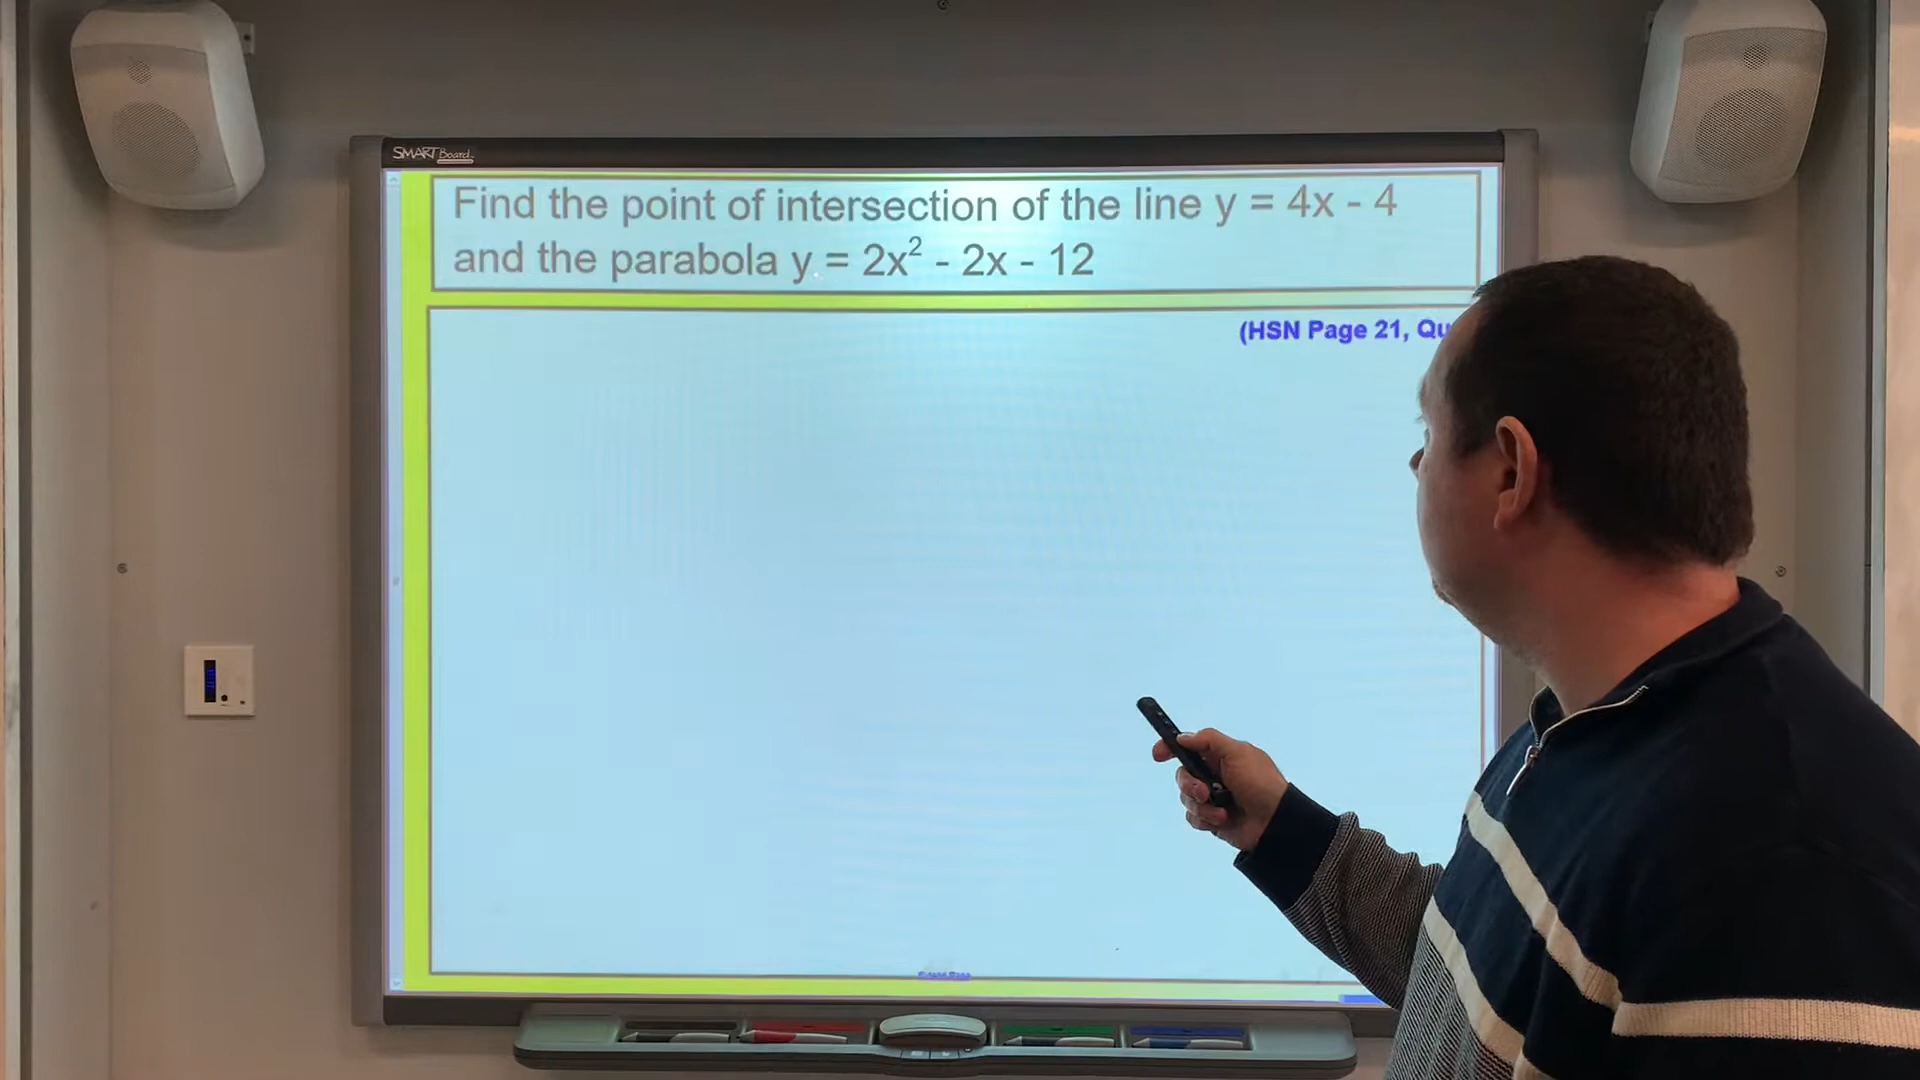 SMART Board
Find the point of intersection of the line y = 4x - 4
and the parabola y = 2x² - 2x - 12
(HSN Page 21,